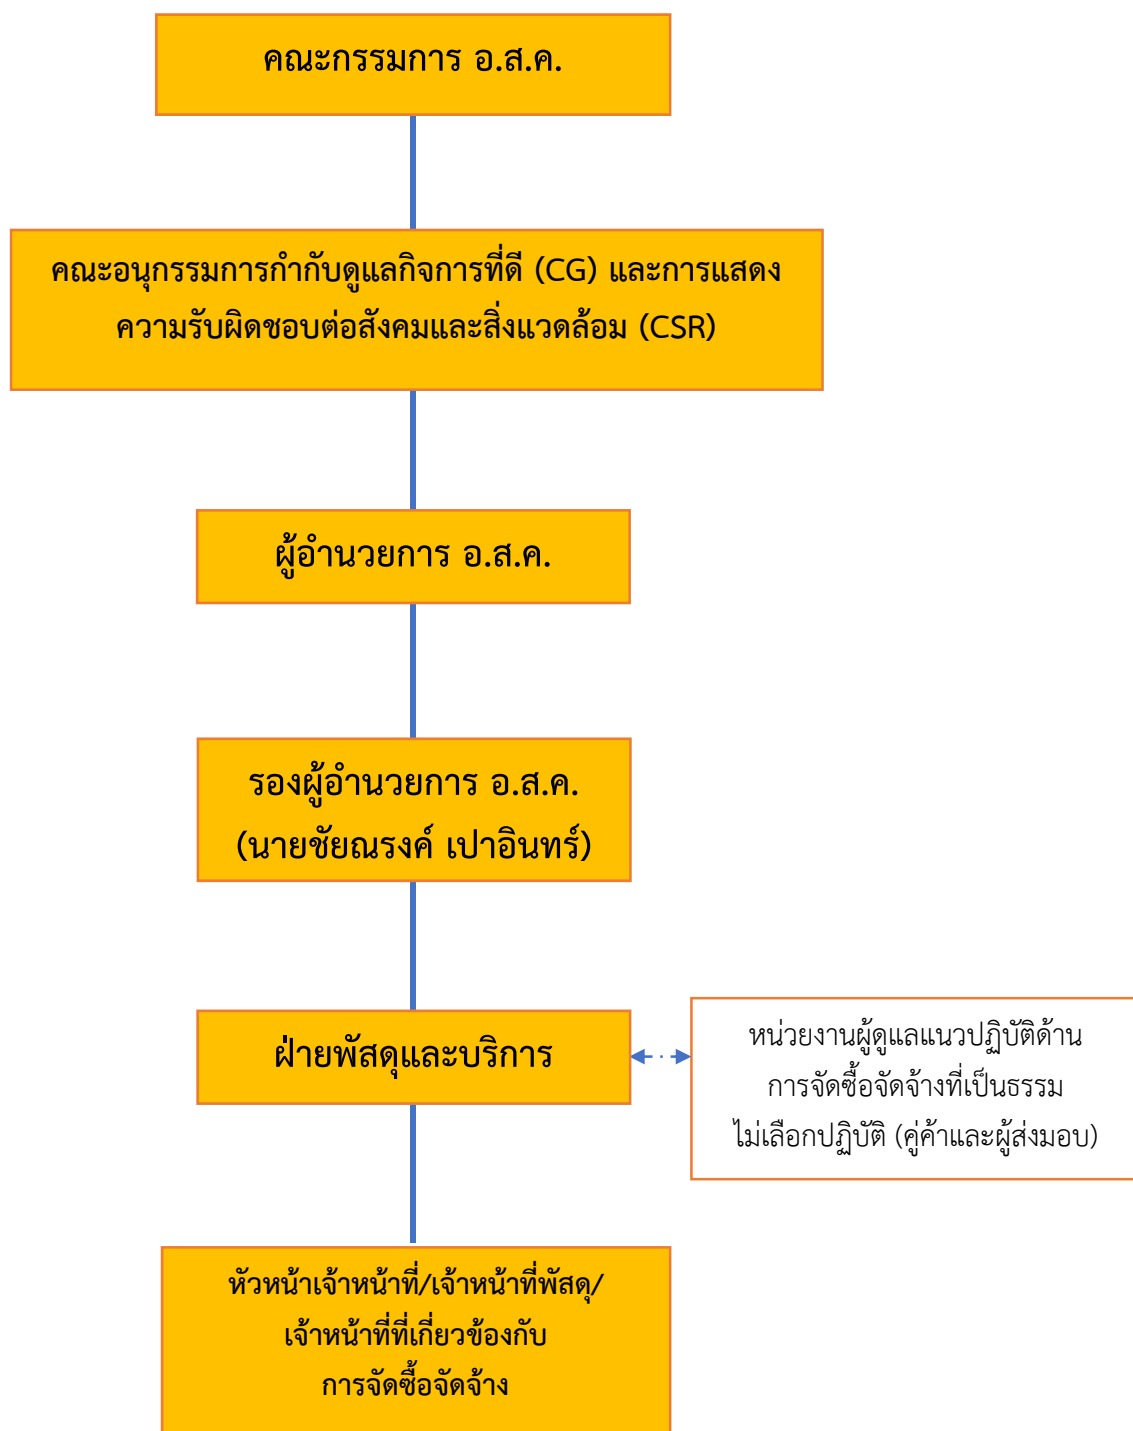 คณะกรรมการ อ.ส.ค.
คณะอนุกรรมการกำกับดูแลกิจการที่ดี (CG) และการแสดง
ความรับผิดชอบต่อสังคมและสิ่งแวดล้อม (CSR)
ผู้อำนวยการ อ.ส.ค.
รองผู้อำนวยการ อ.ส.ค.
(นายชัยณรงค์ เปาอินทร์)
ฝ่ายพัสดุและบริการ
หน่วยงานผู้ดูแลแนวปฏิบัติด้าน
การจัดซื้อจัดจ้างที่เป็นธรรม
ไม่เลือกปฏิบัติ (คู่ค้าและผู้ส่งมอบ)
หัวหน้าเจ้าหน้าที่/เจ้าหน้าที่พัสดุ/
เจ้าหน้าที่ที่เกี่ยวข้องกับ
การจัดซื้อจัดจ้าง